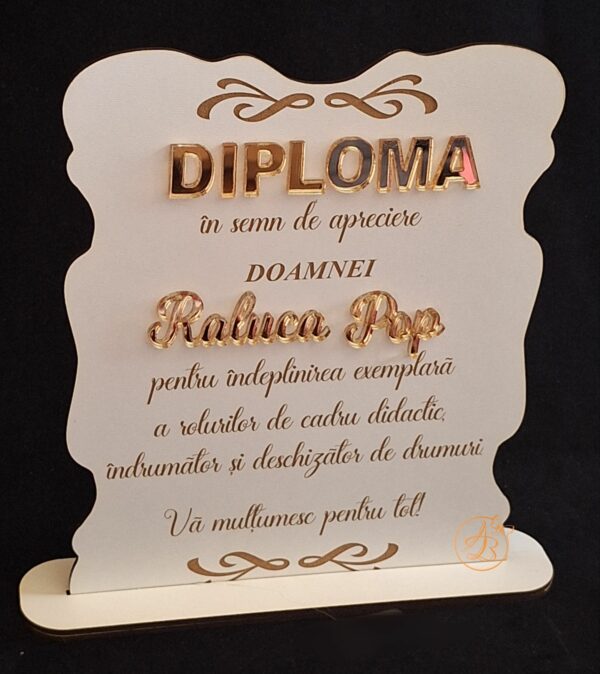 DIPLOMA
în semn de apreciere
DOAMNEI
Raluca Pop
pentru îndeplinirea exemplară
a rolurilor de cadru didactic,
îndrumător și deschizător de drumuri.
Vă mulțumesc pentru tot!